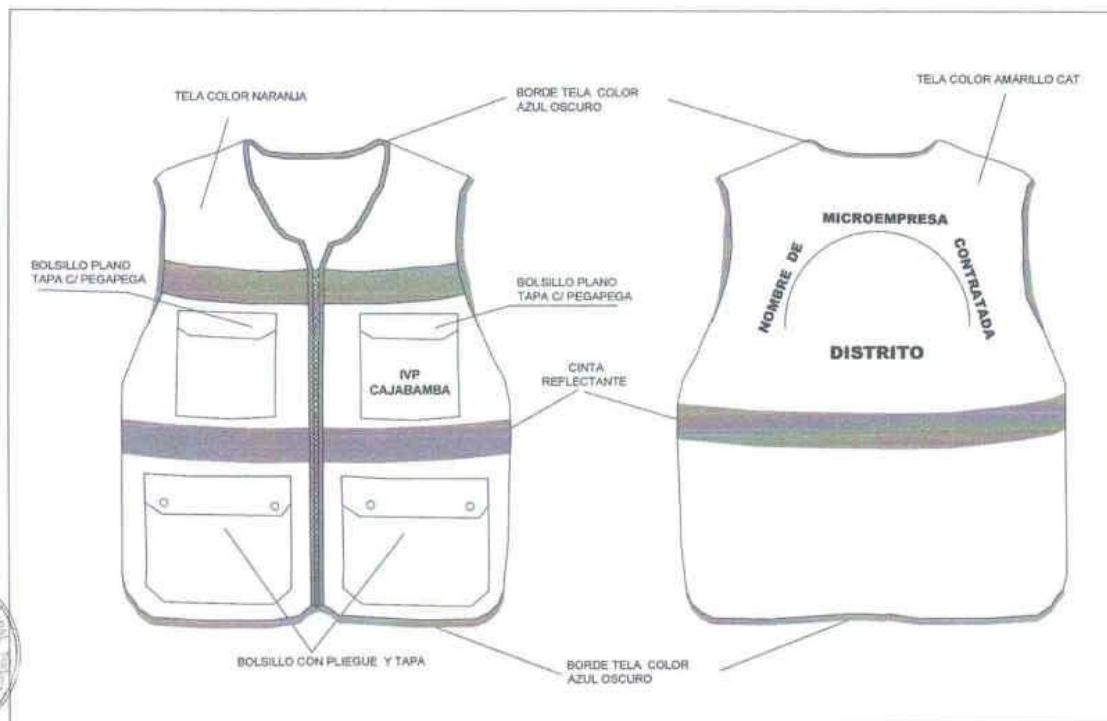 TELA COLOR NARANJA
BORDE TELA COLOR
AZUL OSCURO
TELA COLOR AMARILLO CAT
BOLSILLO PLANO
TAPA C/ PEGAPEGA
BOLSILLO PLANO
TAPA C/ PEGAPEGA
IVP
CAJABAMBA
NOMBRE DE MICROEMPRESA CONTRATADA
DISTRITO
CINTA
REFLECTANTE
BOLSILLO CON PLIEGUE Y TAPA
BORDE TELA COLOR
AZUL OSCURO